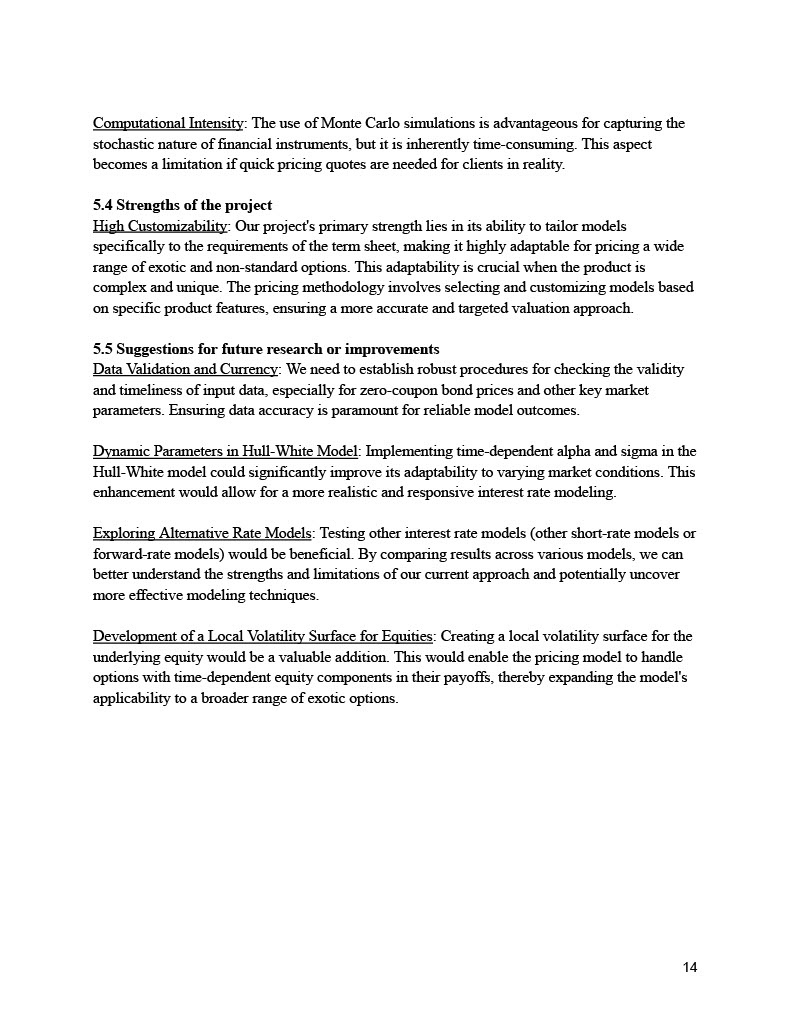 Computational Intensity: The use of Monte Carlo simulations is advantageous for capturing the
stochastic nature of financial instruments, but it is inherently time-consuming. This aspect
becomes a limitation if quick pricing quotes are needed for clients in reality.
5.4 Strengths of the project
High Customizability: Our project's primary strength lies in its ability to tailor models
specifically to the requirements of the term sheet, making it highly adaptable for pricing a wide
range of exotic and non-standard options. This adaptability is crucial when the product is
complex and unique. The pricing methodology involves selecting and customizing models based
on specific product features, ensuring a more accurate and targeted valuation approach.
5.5 Suggestions for future research or improvements
Data Validation and Currency: We need to establish robust procedures for checking the validity
and timeliness of input data, especially for zero-coupon bond prices and other key market
parameters. Ensuring data accuracy is paramount for reliable model outcomes.
Dynamic Parameters in Hull-White Model: Implementing time-dependent alpha and sigma in the
Hull-White model could significantly improve its adaptability to varying market conditions. This
enhancement would allow for a more realistic and responsive interest rate modeling.
Exploring Alternative Rate Models: Testing other interest rate models (other short-rate models or
forward-rate models) would be beneficial. By comparing results across various models, we can
better understand the strengths and limitations of our current approach and potentially uncover
more effective modeling techniques.
Development of a Local Volatility Surface for Equities: Creating a local volatility surface for the
underlying equity would be a valuable addition. This would enable the pricing model to handle
options with time-dependent equity components in their payoffs, thereby expanding the model's
applicability to a broader range of exotic options.
14